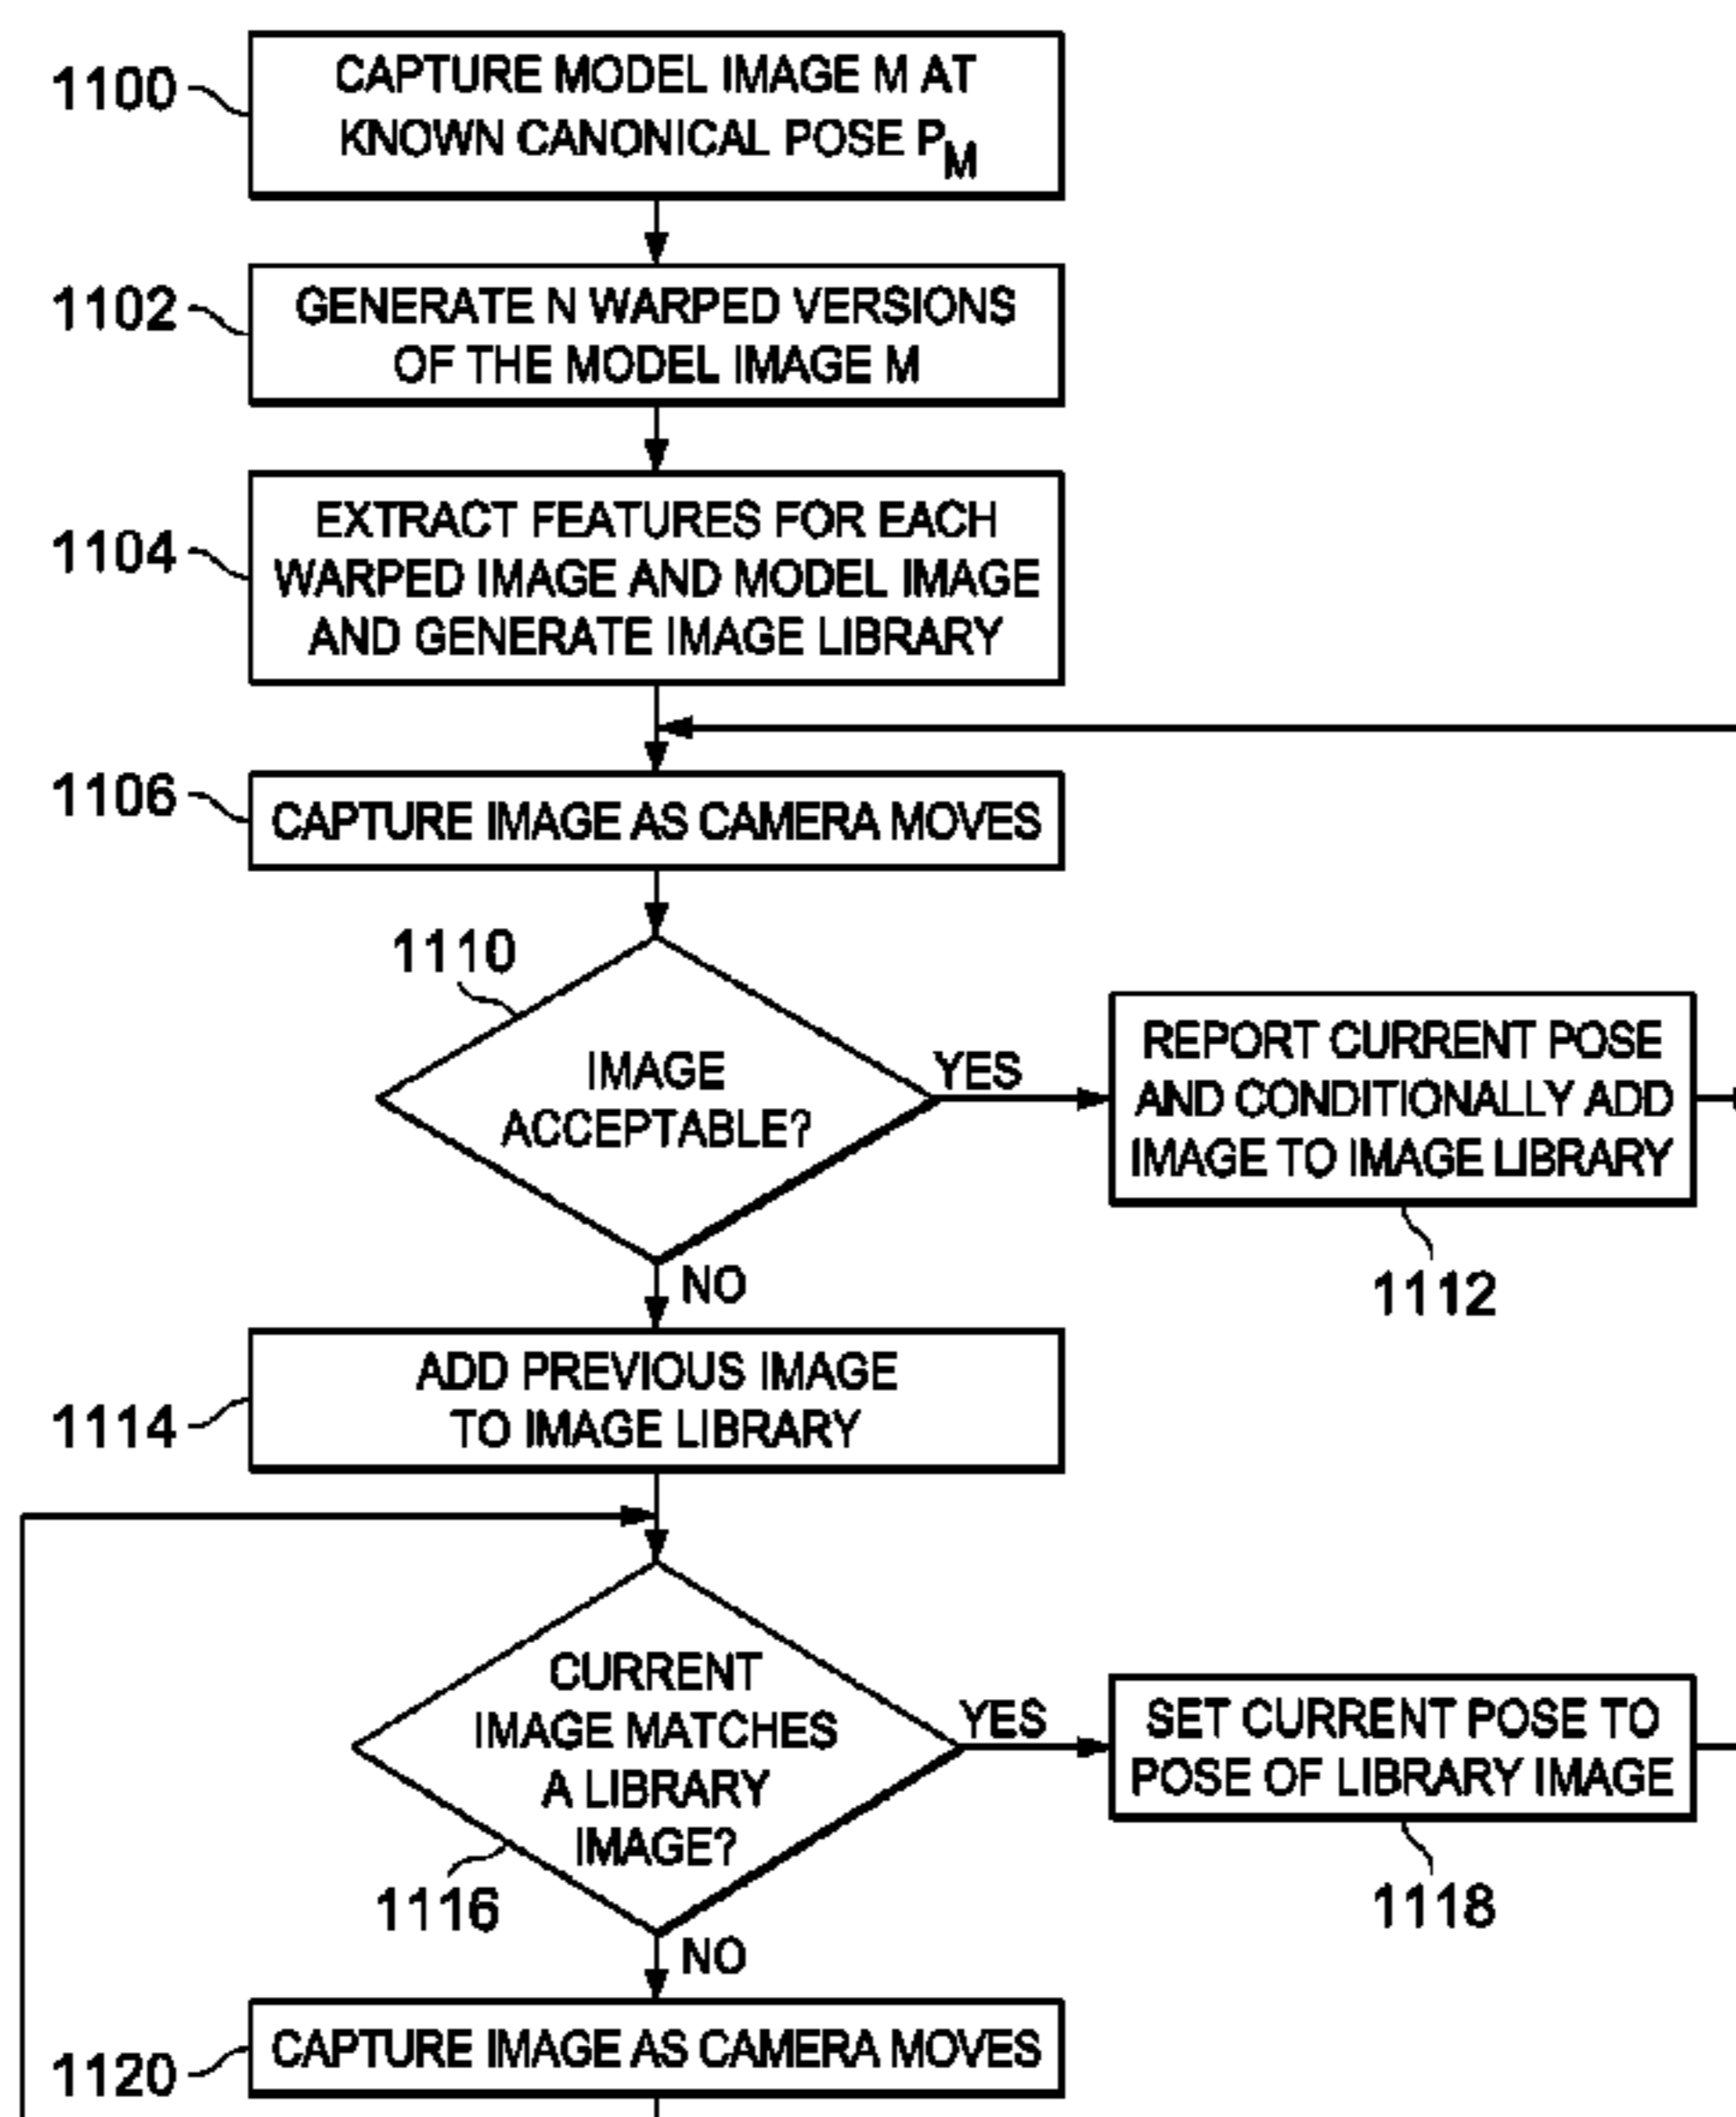 1100
CAPTURE MODEL IMAGE M AT
KNOWN CANONICAL POSE PM
1102
GENERATE N WARPED VERSIONS
OF THE MODEL IMAGE M
1104
EXTRACT FEATURES FOR EACH
WARPED IMAGE AND MODEL IMAGE
AND GENERATE IMAGE LIBRARY
1106
CAPTURE IMAGE AS CAMERA MOVES
1110
IMAGE
ACCEPTABLE?
YES
REPORT CURRENT POSE
AND CONDITIONALLY ADD
IMAGE TO IMAGE LIBRARY
1112
NO
1114
ADD PREVIOUS IMAGE
TO IMAGE LIBRARY
CURRENT
IMAGE MATCHES
A LIBRARY
IMAGE?
1116
YES
SET CURRENT POSE TO
POSE OF LIBRARY IMAGE
1118
NO
1120
CAPTURE IMAGE AS CAMERA MOVES